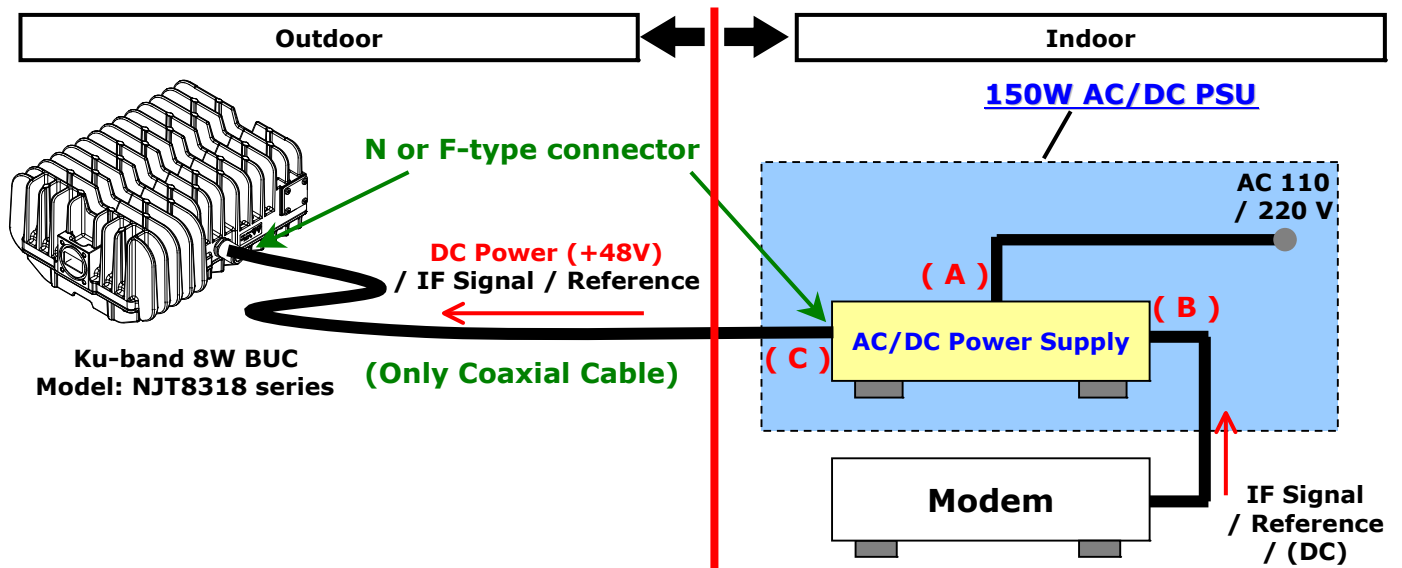 Outdoor
Indoor
150W AC/DC PSU
N or F-type connector
AC 110
/ 220 V
DC Power (+48V)
/ IF Signal / Reference
( A )
( B )
AC/DC Power Supply
( C )
Ku-band 8W BUC
Model: NJT8318 series
(Only Coaxial Cable)
Modem
IF Signal
/ Reference
/ (DC)